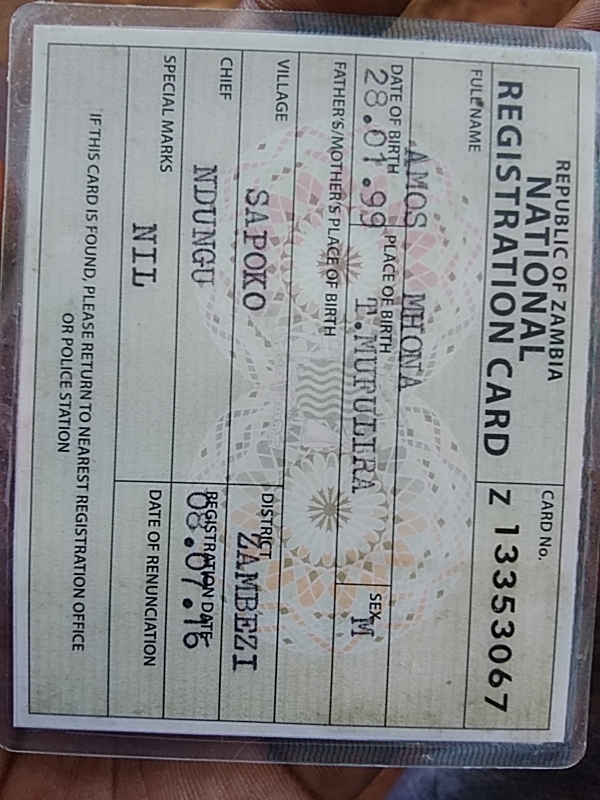 REPUBLIC OF ZAMBIA
NATIONAL
REGISTRATION CARD
CARD No.
Z 13353067
FULL NAME
AMOS MHONA
DATE OF BIRTH
28.01.99
PLACE OF BIRTH
T.MUFULIRA
SEX
M
FATHER'S/MOTHER'S PLACE OF BIRTH
VILLAGE
SAPOKO
DISTRICT
ZAMBEZI
CHIEF
NDUNGU
REGISTRATION DATE
08.07.16
SPECIAL MARKS
NIL
DATE OF RENUNCIATION
IF THIS CARD IS FOUND, PLEASE RETURN TO NEAREST REGISTRATION OFFICE
OR POLICE STATION